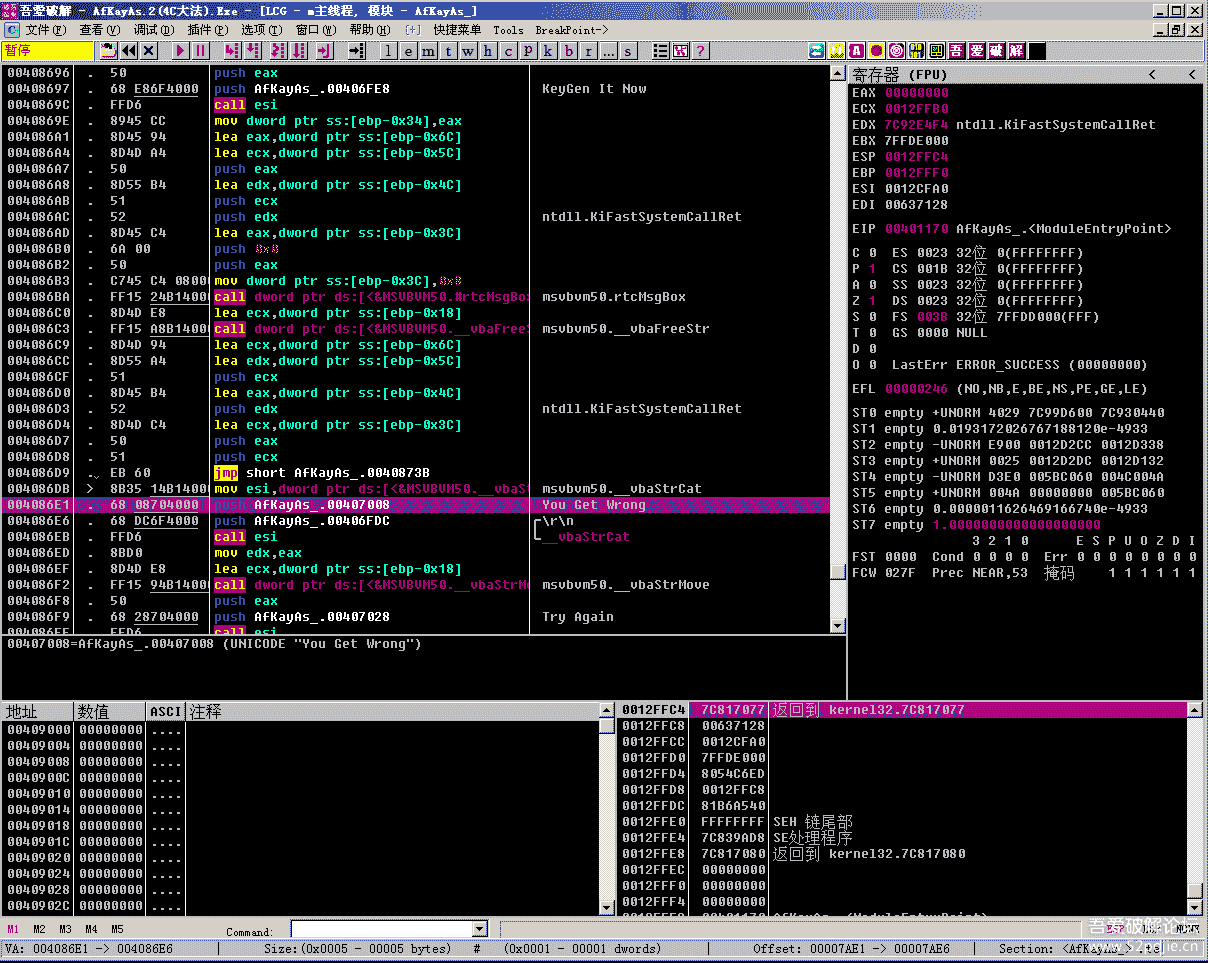 吾爱破解 - AfKayAs.2(4C大法).Exe - [LCG - m主线程, 模块 - AfKayAs_]
文件(F) 查看(V) 调试(D) 插件(P) 选项(T) 窗口(W) 帮助(H) [+] 快捷菜单 Tools BreakPoint->
暂停 l e m t w h c p k b r ... s ? 吾 爱 破 解
00408696 . 50 push eax
00408697 . 68 E86F4000 push AfKayAs_.00406FE8 KeyGen It Now
0040869C . FFD6 call esi
0040869E . 8945 CC mov dword ptr ss:[ebp-0x34],eax
004086A1 . 8D45 94 lea eax,dword ptr ss:[ebp-0x6C]
004086A4 . 8D4D A4 lea ecx,dword ptr ss:[ebp-0x5C]
004086A7 . 50 push eax
004086A8 . 8D55 B4 lea edx,dword ptr ss:[ebp-0x4C]
004086AB . 51 push ecx
004086AC . 52 push edx ntdll.KiFastSystemCallRet
004086AD . 8D45 C4 lea eax,dword ptr ss:[ebp-0x3C]
004086B0 . 6A 00 push 0x0
004086B2 . 50 push eax
004086B3 . C745 C4 08000 mov dword ptr ss:[ebp-0x3C],0x8
004086BA . FF15 24B14000 call dword ptr ds:[<&MSVBVM50.#rtcMsgBo msvbvm50.rtcMsgBox
004086C0 . 8D4D E8 lea ecx,dword ptr ss:[ebp-0x18]
004086C3 . FF15 A8B14000 call dword ptr ds:[<&MSVBVM50.__vbaFreeS msvbvm50.__vbaFreeStr
004086C9 . 8D4D 94 lea ecx,dword ptr ss:[ebp-0x6C]
004086CC . 8D55 A4 lea edx,dword ptr ss:[ebp-0x5C]
004086CF . 51 push ecx
004086D0 . 8D45 B4 lea eax,dword ptr ss:[ebp-0x4C]
004086D3 . 52 push edx ntdll.KiFastSystemCallRet
004086D4 . 8D4D C4 lea ecx,dword ptr ss:[ebp-0x3C]
004086D7 . 50 push eax
004086D8 . 51 push ecx
004086D9 . EB 60 jmp short AfKayAs_.0040873B
004086DB > 8B35 14B14000 mov esi,dword ptr ds:[<&MSVBVM50.__vbaSt msvbvm50.__vbaStrCat
004086E1 . 68 08704000 push AfKayAs_.00407008 You Get Wrong
004086E6 . 68 DC6F4000 push AfKayAs_.00406FDC \r\n
004086EB . FFD6 call esi __vbaStrCat
004086ED . 8BD0 mov edx,eax
004086EF . 8D4D E8 lea ecx,dword ptr ss:[ebp-0x18]
004086F2 . FF15 94B14000 call dword ptr ds:[<&MSVBVM50.__vbaStrMo msvbvm50.__vbaStrMove
004086F8 . 50 push eax
004086F9 . 68 28704000 push AfKayAs_.00407028 Try Again
004086FF . FFD6 call esi
00407008=AfKayAs_.00407008 (UNICODE "You Get Wrong")
寄存器 (FPU) < <
EAX 00000000
ECX 0012FFB0
EDX 7C92E4F4 ntdll.KiFastSystemCallRet
EBX 7FFDE000
ESP 0012FFC4
EBP 0012FFF0
ESI 0012CFA0
EDI 00637128
EIP 00401170 AfKayAs_.<ModuleEntryPoint>
C 0 ES 0023 32位 0(FFFFFFFF)
P 1 CS 001B 32位 0(FFFFFFFF)
A 0 SS 0023 32位 0(FFFFFFFF)
Z 1 DS 0023 32位 0(FFFFFFFF)
S 0 FS 003B 32位 7FFDD000(FFF)
T 0 GS 0000 NULL
D 0
O 0 LastErr ERROR_SUCCESS (00000000)
EFL 00000246 (NO,NB,E,BE,NS,PE,GE,LE)
ST0 empty +UNORM 4029 7C99D600 7C930440
ST1 empty 0.0193172026767188120e-4933
ST2 empty -UNORM E900 0012D2CC 0012D338
ST3 empty +UNORM 0025 0012D2DC 0012D132
ST4 empty -UNORM D3E0 005BC060 004C004A
ST5 empty +UNORM 004A 00000000 005BC060
ST6 empty 0.0000011626469166740e-4933
ST7 empty 1.0000000000000000000
3 2 1 0 E S P U O Z D I
FST 0000 Cond 0 0 0 0 Err 0 0 0 0 0 0 0 0
FCW 027F Prec NEAR,53 掩码 1 1 1 1 1 1
地址 数值 ASCI 注释
00409000 00000000 ....
00409004 00000000 ....
00409008 00000000 ....
0040900C 00000000 ....
00409010 00000000 ....
00409014 00000000 ....
00409018 00000000 ....
0040901C 00000000 ....
00409020 00000000 ....
00409024 00000000 ....
00409028 00000000 ....
0040902C 00000000 ....
0012FFC4 7C817077 返回到 kernel32.7C817077
0012FFC8 00637128
0012FFCC 0012CFA0
0012FFD0 7FFDE000
0012FFD4 8054C6ED
0012FFD8 0012FFC8
0012FFDC 81B6A540
0012FFE0 FFFFFFFF SEH 链尾部
0012FFE4 7C839AD8 SE处理程序
0012FFE8 7C817080 返回到 kernel32.7C817080
0012FFEC 00000000
0012FFF0 00000000
0012FFF4 00000000
M1 M2 M3 M4 M5 Command:
VA: 004086E1 -> 004086E6 Size:(0x0005 - 00005 bytes) # (0x0001 - 00001 dwords) Offset: 00007AE1 -> 00007AE6 Section: <AfKayAs_> .te
吾爱破解论坛
www.52pojie.cn